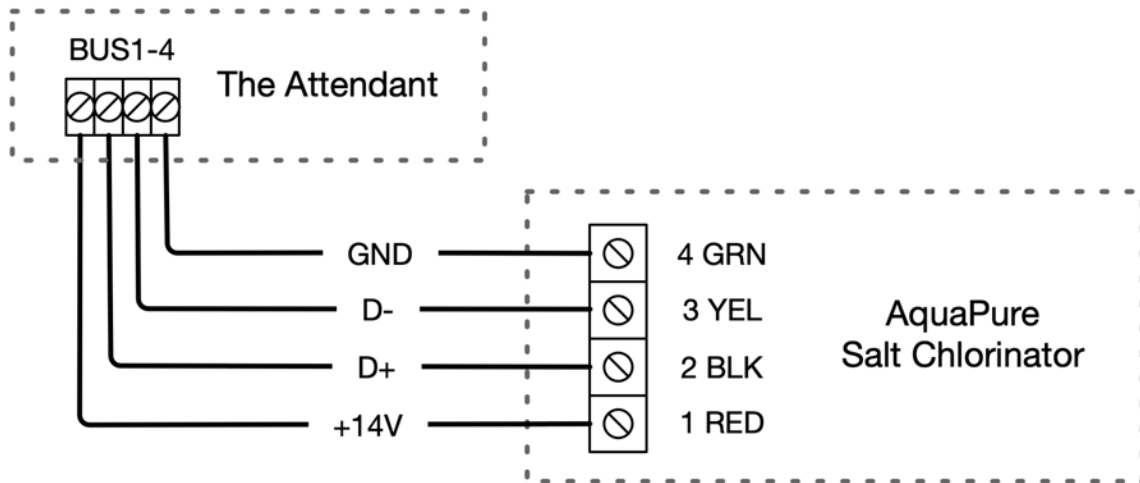 BUS1-4
The Attendant
GND
4 GRN
D-
3 YEL
AquaPure
Salt Chlorinator
D+
2 BLK
+14V
1 RED